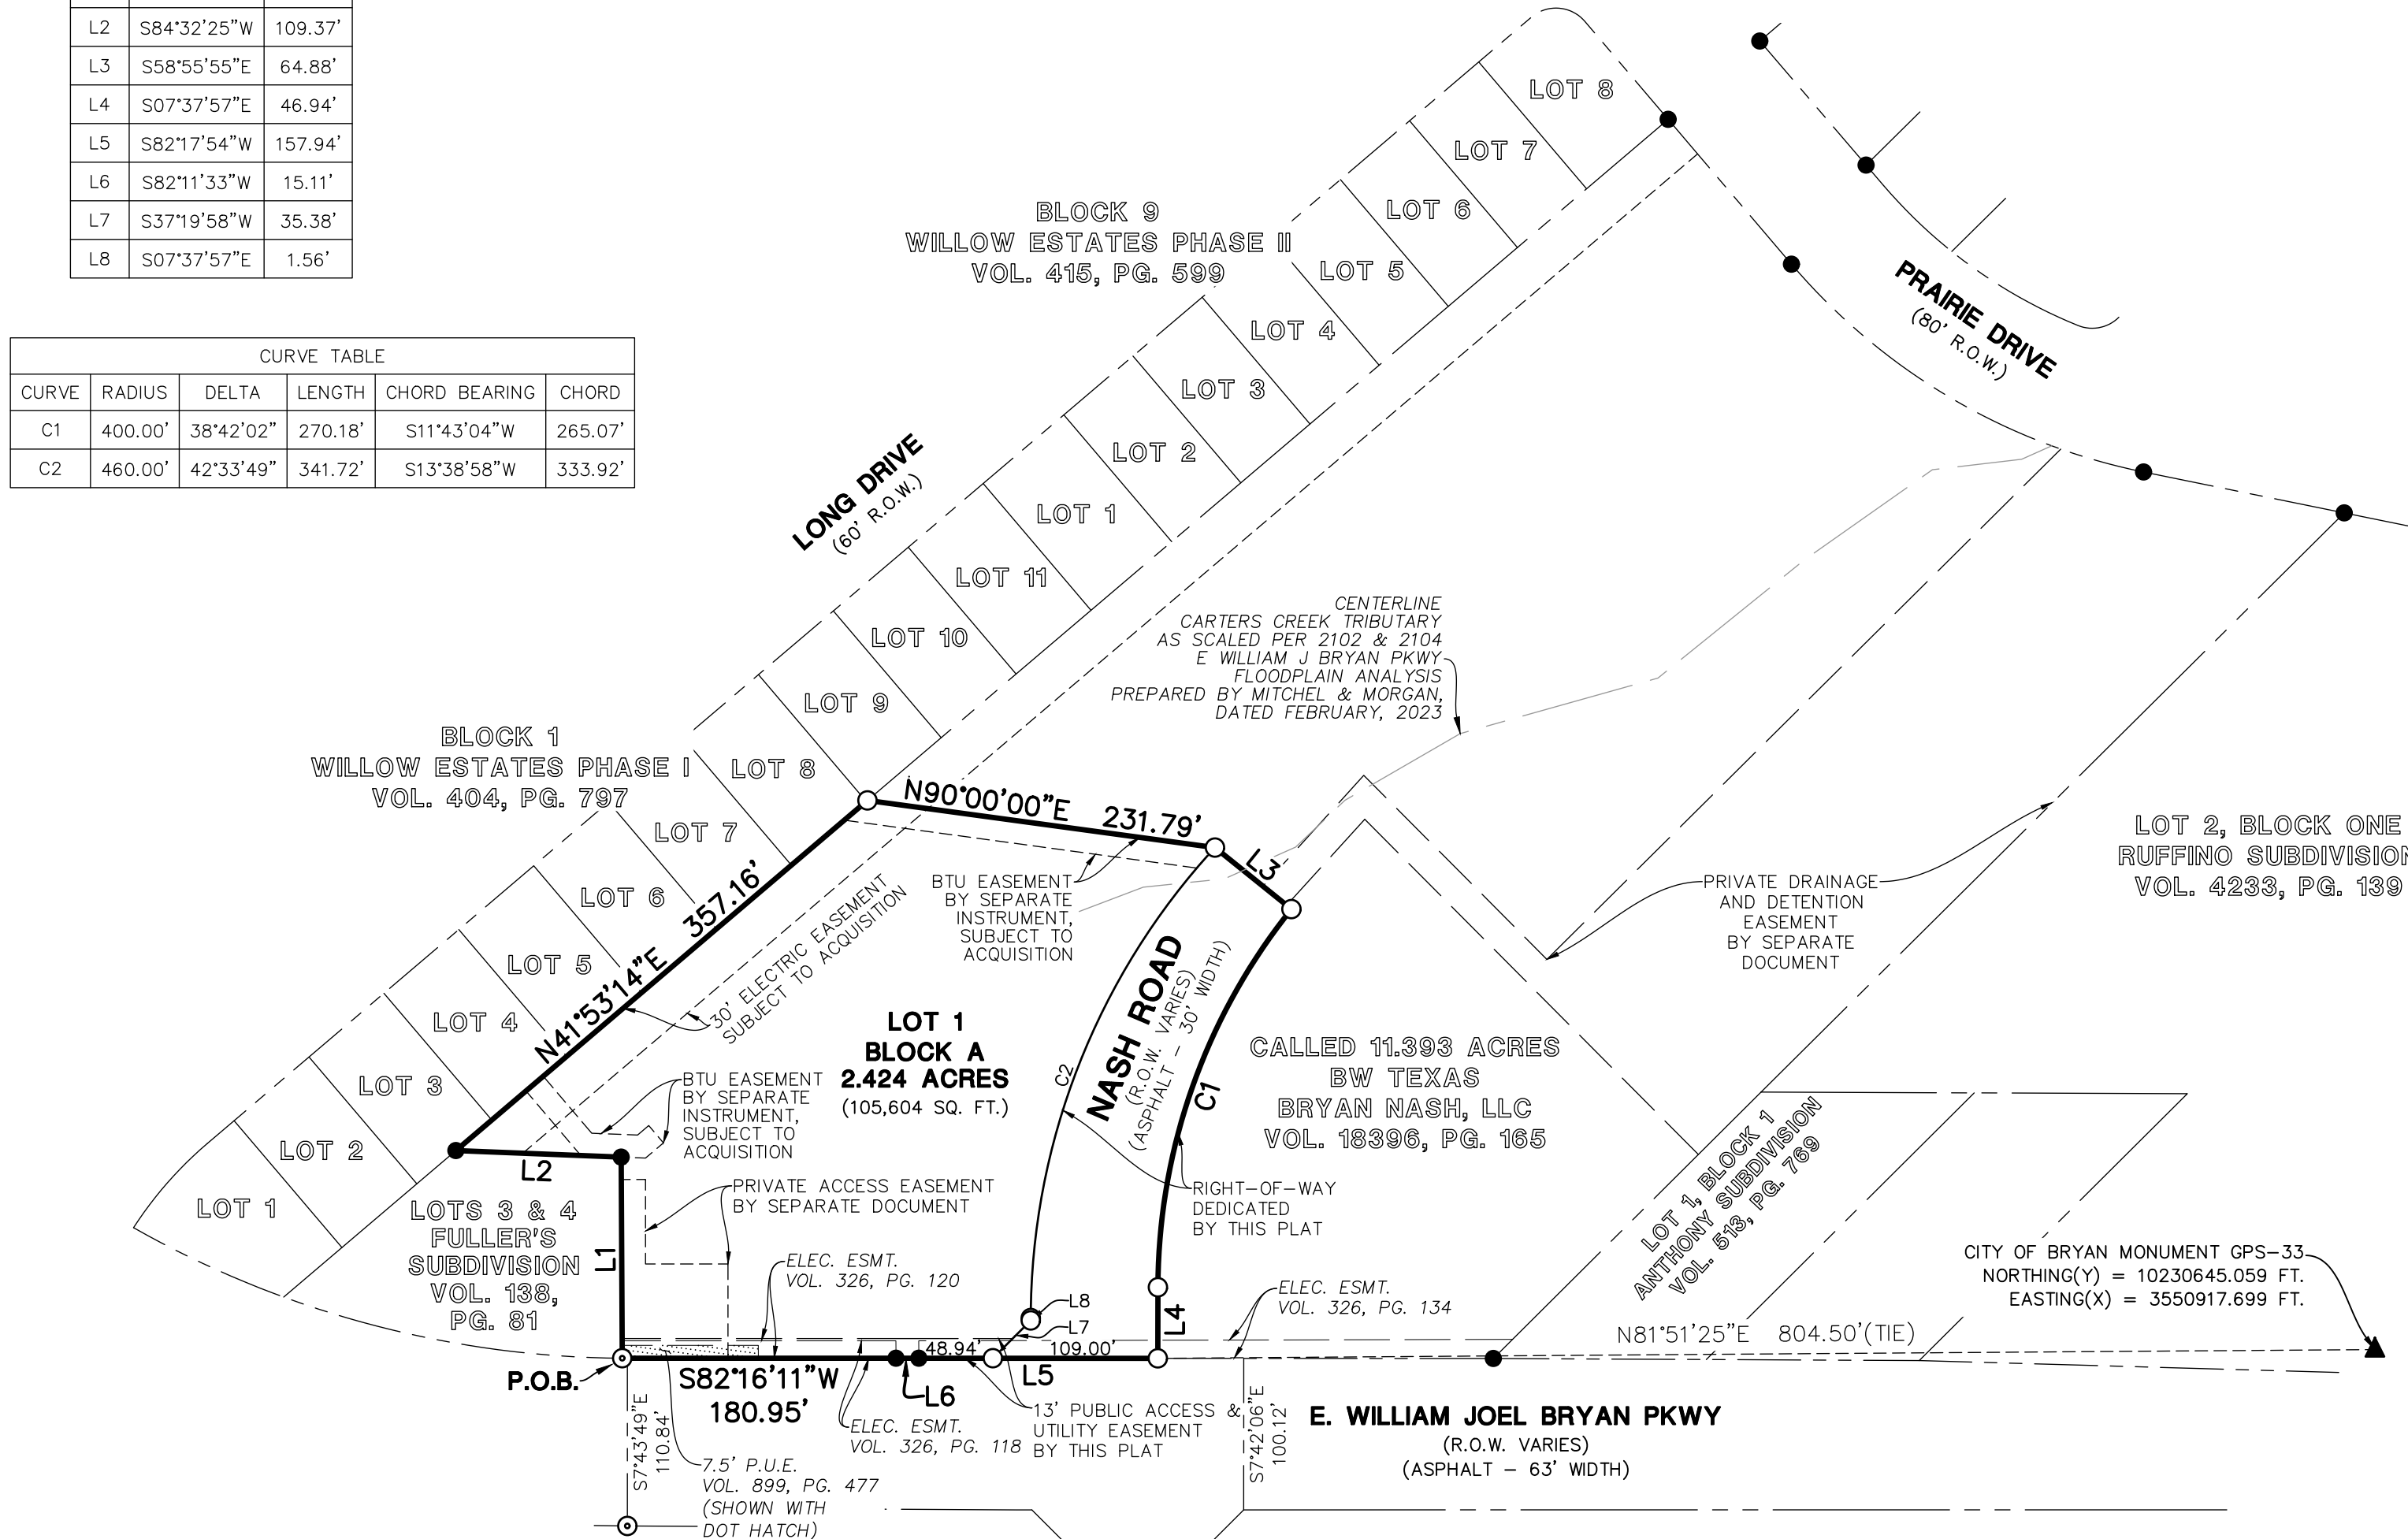 L2 S84°32'25"W 109.37'
L3 S58°55'55"E 64.88'
L4 S07°37'57"E 46.94'
L5 S82°17'54"W 157.94'
L6 S82°11'33"W 15.11'
L7 S37°19'58"W 35.38'
L8 S07°37'57"E 1.56'
CURVE TABLE
CURVE RADIUS DELTA LENGTH CHORD BEARING CHORD
C1 400.00' 38°42'02" 270.18' S11°43'04"W 265.07'
C2 460.00' 42°33'49" 341.72' S13°38'58"W 333.92'
LOT 8
LOT 7
LOT 6
LOT 5
LOT 4
LOT 3
LOT 2
LOT 1
BLOCK 9
WILLOW ESTATES PHASE II
VOL. 415, PG. 599
PRAIRIE DRIVE
(80' R.O.W.)
LONG DRIVE
(60' R.O.W.)
LOT 11
LOT 10
LOT 9
LOT 8
LOT 7
LOT 6
LOT 5
LOT 4
LOT 3
LOT 2
LOT 1
BLOCK 1
WILLOW ESTATES PHASE I
VOL. 404, PG. 797
CENTERLINE
CARTERS CREEK TRIBUTARY
AS SCALED PER 2102 & 2104
E WILLIAM J BRYAN PKWY
FLOODPLAIN ANALYSIS
PREPARED BY MITCHEL & MORGAN,
DATED FEBRUARY, 2023
N90°00'00"E 231.79'
L3
N41°53'14"E 357.16'
30' ELECTRIC EASEMENT
SUBJECT TO ACQUISITION
BTU EASEMENT
BY SEPARATE
INSTRUMENT,
SUBJECT TO
ACQUISITION
PRIVATE DRAINAGE
AND DETENTION
EASEMENT
BY SEPARATE
DOCUMENT
LOT 2, BLOCK ONE
RUFFINO SUBDIVISION
VOL. 4233, PG. 139
LOT 1
BLOCK A
2.424 ACRES
(105,604 SQ. FT.)
C2
NASH ROAD
(R.O.W. VARIES)
(ASPHALT - 30' WIDTH)
C1
CALLED 11.393 ACRES
BW TEXAS
BRYAN NASH, LLC
VOL. 18396, PG. 165
BTU EASEMENT
BY SEPARATE
INSTRUMENT,
SUBJECT TO
ACQUISITION
L2
PRIVATE ACCESS EASEMENT
BY SEPARATE DOCUMENT
RIGHT-OF-WAY
DEDICATED
BY THIS PLAT
LOT 1, BLOCK 1
ANTHONY SUBDIVISION
VOL. 513, PG. 769
LOTS 3 & 4
FULLER'S
SUBDIVISION
VOL. 138,
PG. 81
L1
ELEC. ESMT.
VOL. 326, PG. 120
L8
L7
L4
ELEC. ESMT.
VOL. 326, PG. 134
CITY OF BRYAN MONUMENT GPS-33
NORTHING(Y) = 10230645.059 FT.
EASTING(X) = 3550917.699 FT.
N81°51'25"E 804.50'(TIE)
48.94'
109.00'
P.O.B.
S82°16'11"W
180.95'
L6
L5
ELEC. ESMT.
VOL. 326, PG. 118
13' PUBLIC ACCESS &
UTILITY EASEMENT
BY THIS PLAT
S7°43'49"E
110.84'
S7°42'06"E
100.12'
E. WILLIAM JOEL BRYAN PKWY
(R.O.W. VARIES)
(ASPHALT - 63' WIDTH)
7.5' P.U.E.
VOL. 899, PG. 477
(SHOWN WITH
DOT HATCH)